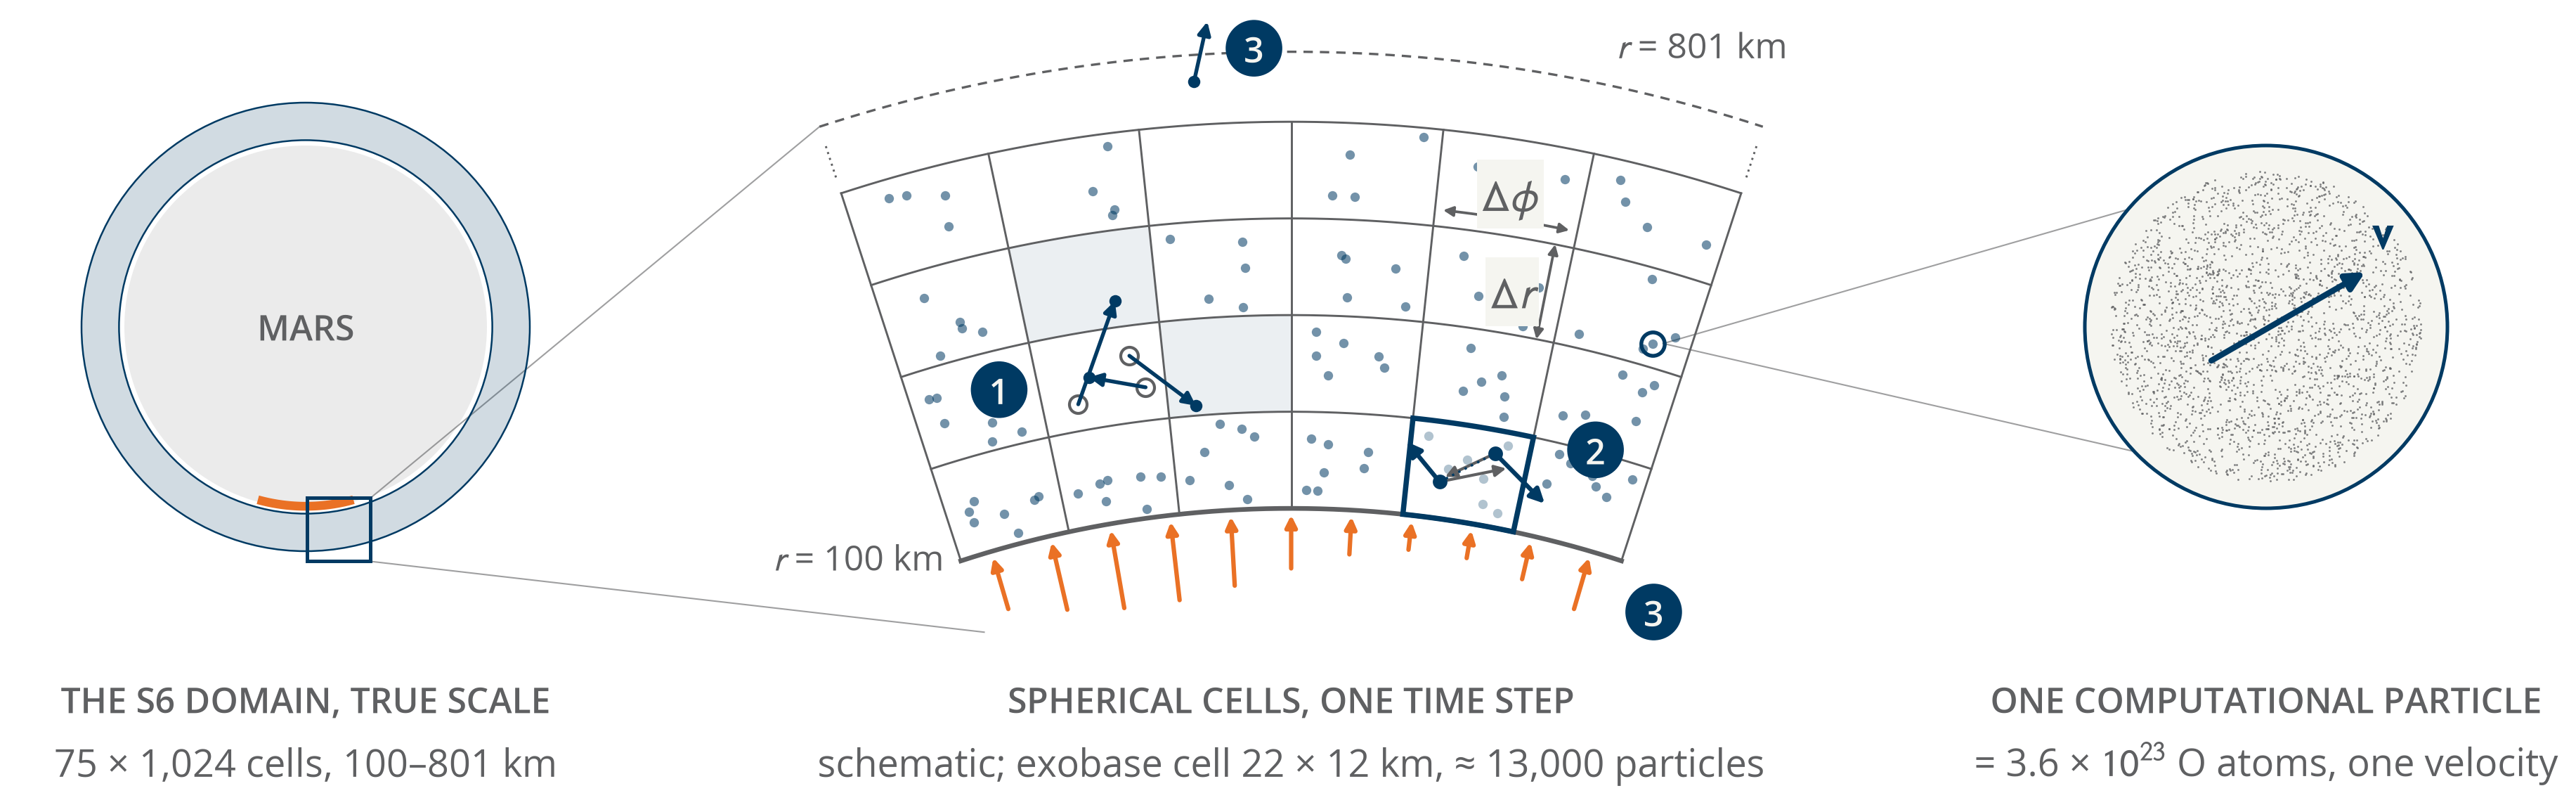 3
r = 801 km
Δϕ
v
Δr
MARS
1
2
r = 100 km
3
THE S6 DOMAIN, TRUE SCALE
75 × 1,024 cells, 100–801 km
SPHERICAL CELLS, ONE TIME STEP
schematic; exobase cell 22 × 12 km, ≈ 13,000 particles
ONE COMPUTATIONAL PARTICLE
= 3.6 × 10²³ O atoms, one velocity